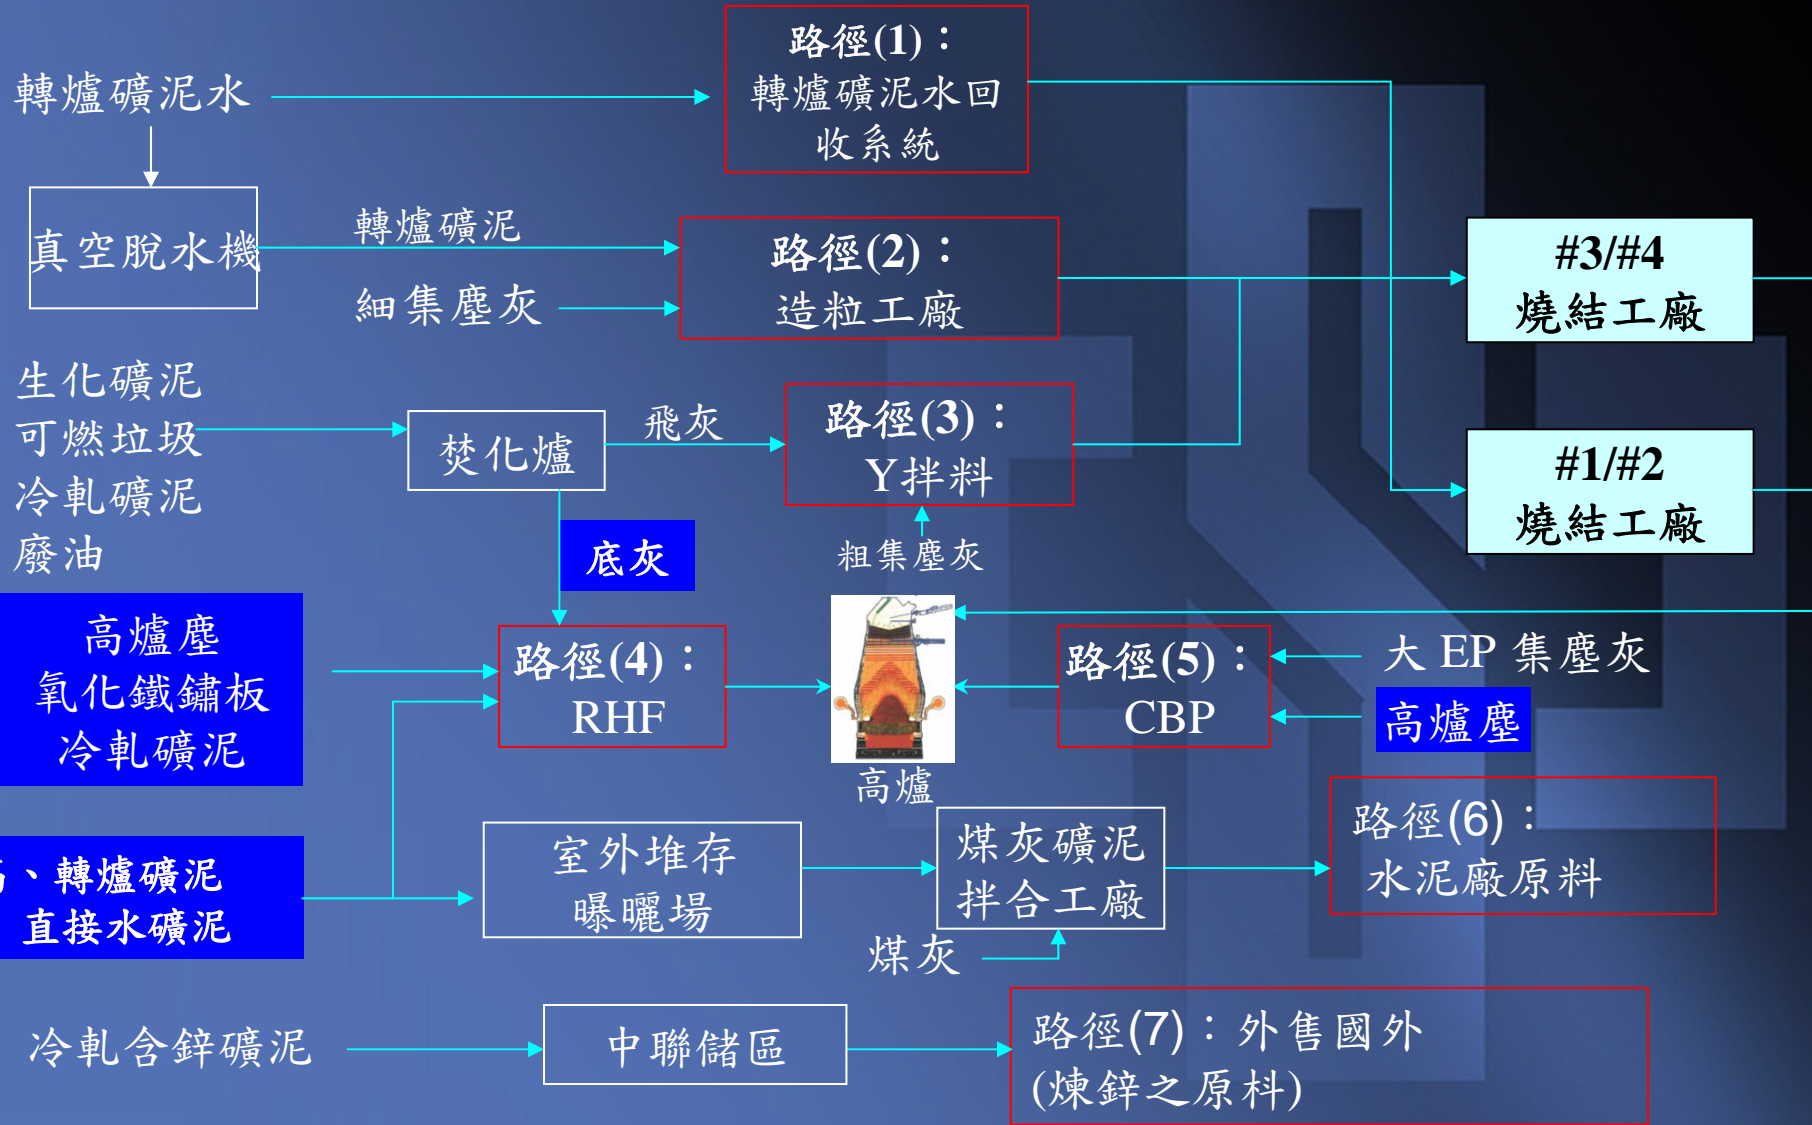 路徑(1)：
轉爐礦泥水回
收系統
轉爐礦泥水
真空脫水機
轉爐礦泥
細集塵灰
路徑(2)：
造粒工廠
#3/#4
燒結工廠
生化礦泥
可燃垃圾
冷軋礦泥
廢油
焚化爐
飛灰
路徑(3)：
Y拌料
粗集塵灰
#1/#2
燒結工廠
底灰
高爐塵
氧化鐵鏽板
冷軋礦泥
路徑(4)：
RHF
高爐
路徑(5)：
CBP
大 EP 集塵灰
高爐塵
、轉爐礦泥
直接水礦泥
室外堆存
曝曬場
煤灰礦泥
拌合工廠
煤灰
路徑(6)：
水泥廠原料
冷軋含鋅礦泥
中聯儲區
路徑(7)：外售國外
(煉鋅之原料)